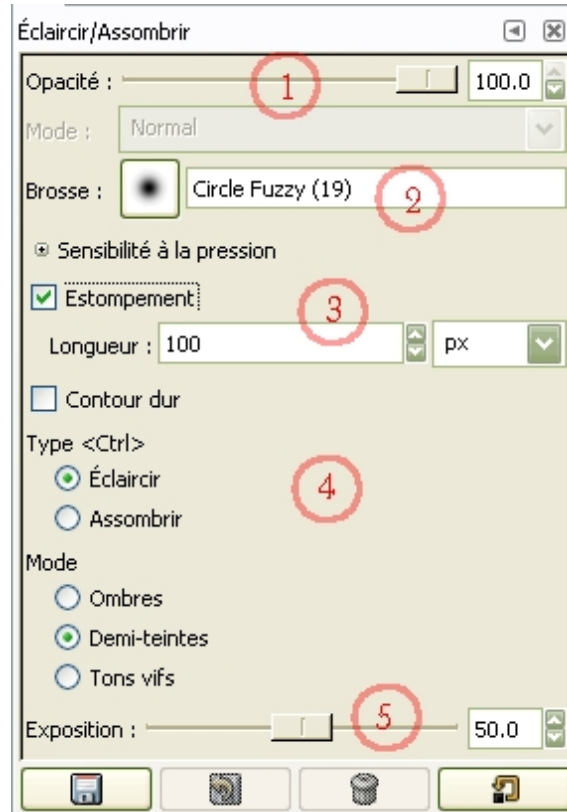 Éclaircir/Assombrir
Opacité : 1 100.0
Mode : Normal
Brosse : Circle Fuzzy (19) 2
Sensibilité à la pression
Estompement 3
Longueur : 100 px
Contour dur
Type <Ctrl>
Éclaircir 4
Assombrir
Mode
Ombres
Demi-teintes
Tons vifs
Exposition : 5 50.0